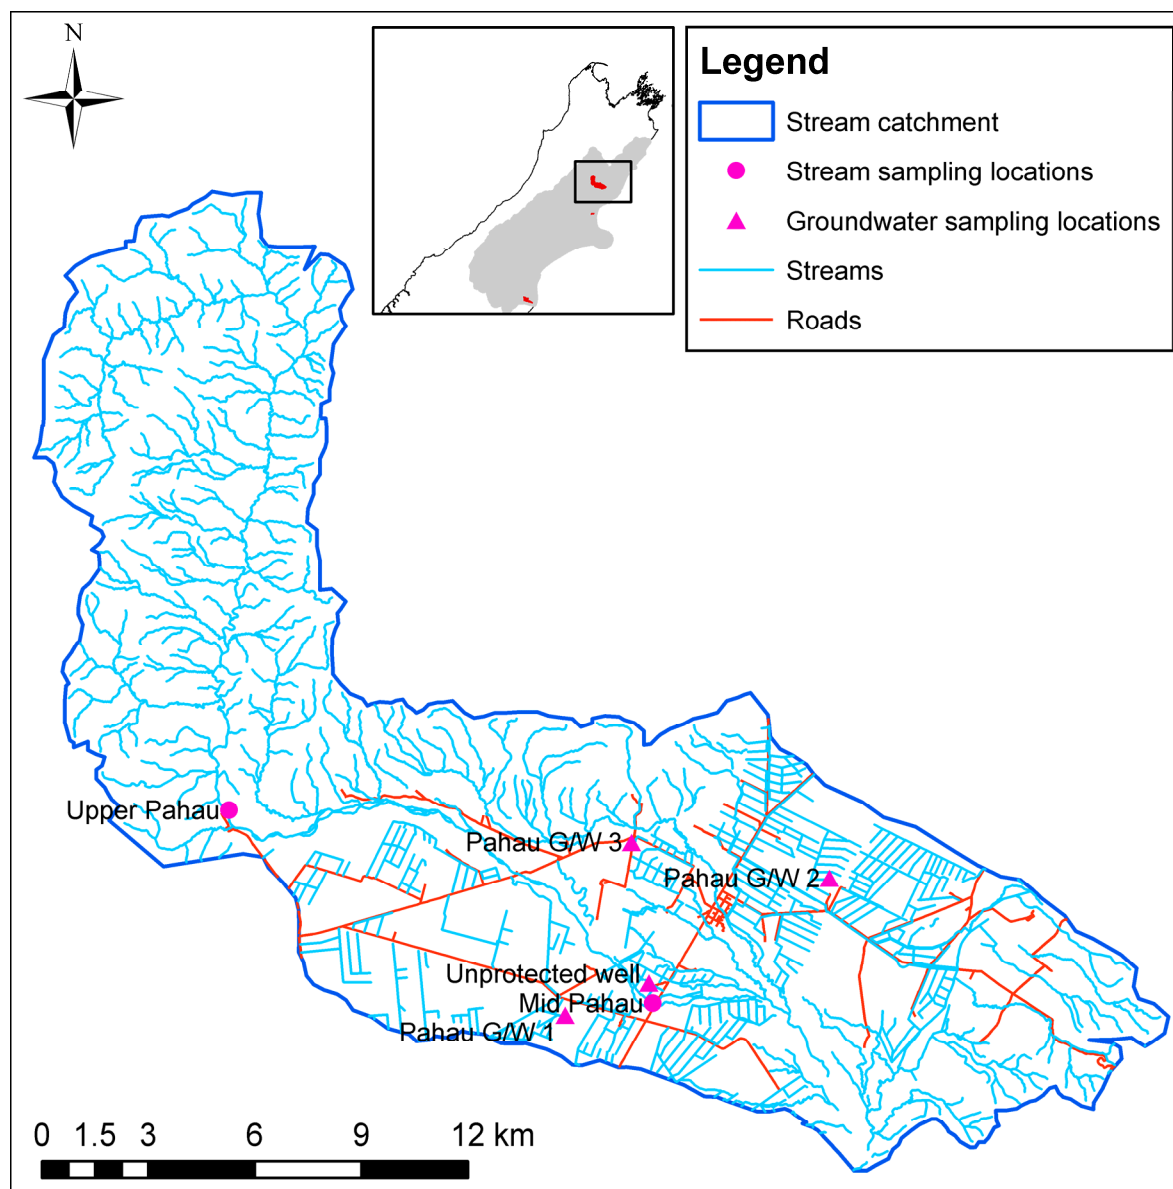 N
Legend
Stream catchment
Stream sampling locations
Groundwater sampling locations
Streams
Roads
Upper Pahau
Pahau G/W 3
Pahau G/W 2
Unprotected well
Mid Pahau
Pahau G/W 1
0 1.5 3 6 9 12 km